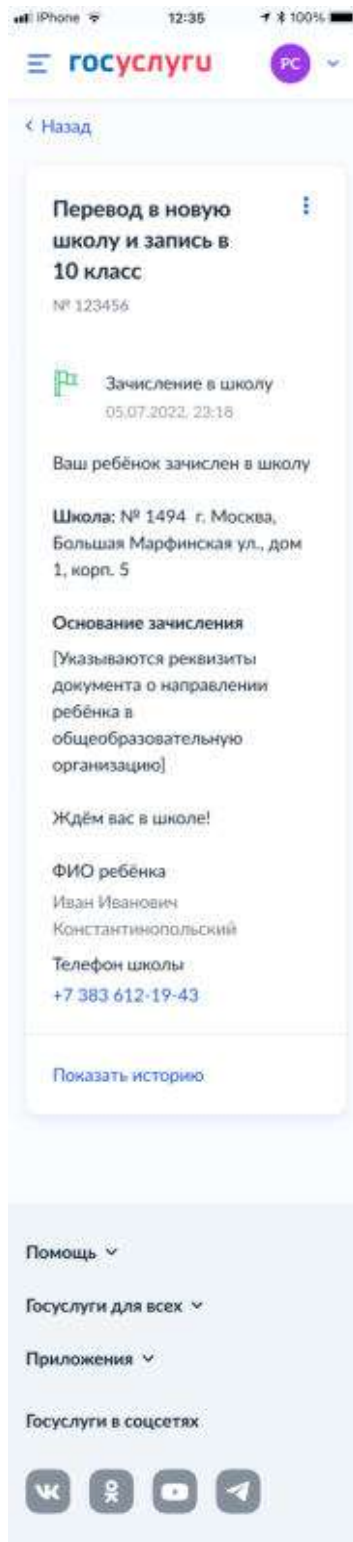 iPhone 12:35 100%
госуслуги РС
Назад
Перевод в новую
школу и запись в
10 класс
№ 123456
Зачисление в школу
05.07.2022, 23:18
Ваш ребёнок зачислен в школу
Школа: № 1494 г. Москва,
Большая Марфинская ул., дом
1, корп. 5
Основание зачисления
[Указываются реквизиты
документа о направлении
ребёнка в
общеобразовательную
организацию]
Ждём вас в школе!
ФИО ребёнка
Иван Иванович
Константинопольский
Телефон школы
+7 383 612-19-43
Показать историю
Помощь
Госуслуги для всех
Приложения
Госуслуги в соцсетях